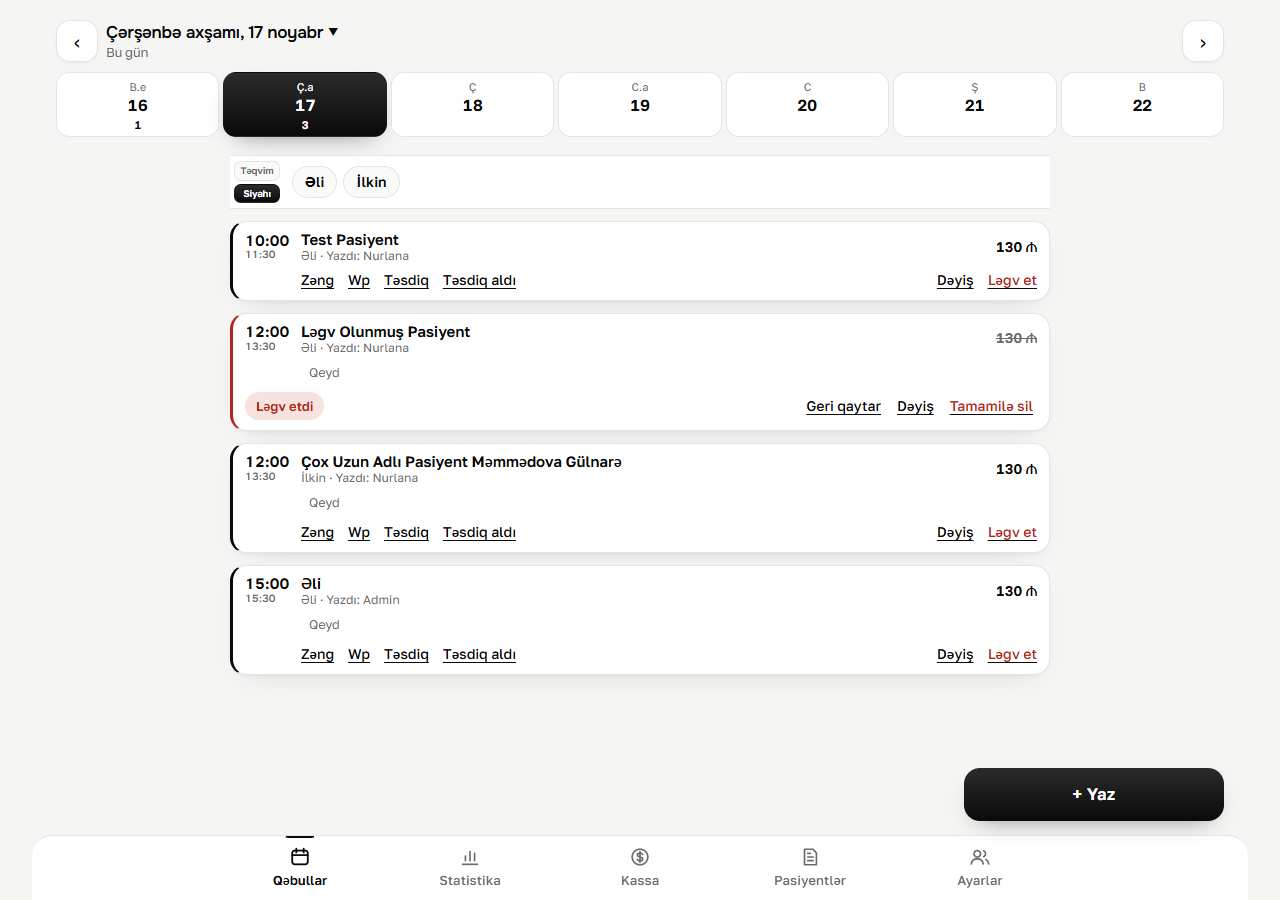 ‹
Çərşənbə axşamı, 17 noyabr ▼
Bu gün
›
B.e
16
1
Ç.a
17
3
Ç
18
C.a
19
C
20
Ş
21
B
22
Təqvim
Siyahı
Əli
İlkin
10:00 Test Pasiyent
130 ₼
11:30 Əli · Yazdı: Nurlana
Zəng Wp Təsdiq Təsdiq aldı Dəyiş Ləgv et
12:00 Ləgv Olunmuş Pasiyent
130 ₼
13:30 Əli · Yazdı: Nurlana
Qeyd
Ləgv etdi Geri qaytar Dəyiş Tamamilə sil
12:00 Çox Uzun Adlı Pasiyent Məmmədova Gülnarə
130 ₼
13:30 İlkin · Yazdı: Nurlana
Qeyd
Zəng Wp Təsdiq Təsdiq aldı Dəyiş Ləgv et
15:00 Əli
130 ₼
15:30 Əli · Yazdı: Admin
Qeyd
Zəng Wp Təsdiq Təsdiq aldı Dəyiş Ləgv et
+ Yaz
Qəbullar Statistika Kassa Pasiyentlər Ayarlar